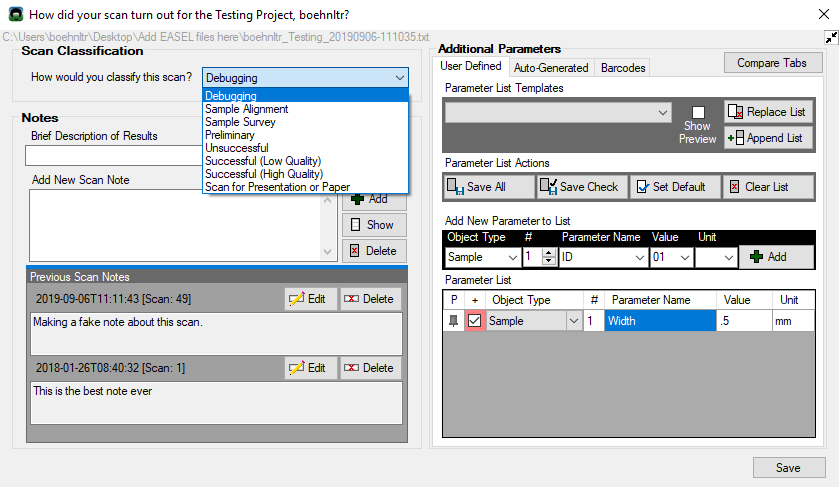 How did your scan turn out for the Testing Project, boehnltr?
C:\Users\boehnltr\Desktop\Add EASEL files here\boehnltr_Testing_20190906-111035.txt
Scan Classification
How would you classify this scan?
Debugging
Debugging
Sample Alignment
Sample Survey
Preliminary
Unsuccessful
Successful (Low Quality)
Successful (High Quality)
Scan for Presentation or Paper
Notes
Brief Description of Results
Add New Scan Note
Add
Show
Delete
Previous Scan Notes
2019-09-06T11:11:43 [Scan: 49]
Edit
Delete
Making a fake note about this scan.
2018-01-26T08:40:32 [Scan: 1]
Edit
Delete
This is the best note ever
Additional Parameters
Compare Tabs
User Defined Auto-Generated Barcodes
Parameter List Templates
Show
Preview
Replace List
Append List
Parameter List Actions
Save All Save Check Set Default Clear List
Add New Parameter to List
Object Type # Parameter Name Value Unit
Sample 1 ID 01 Add
Parameter List
P + Object Type # Parameter Name Value Unit
Sample 1 Width .5 mm
Save